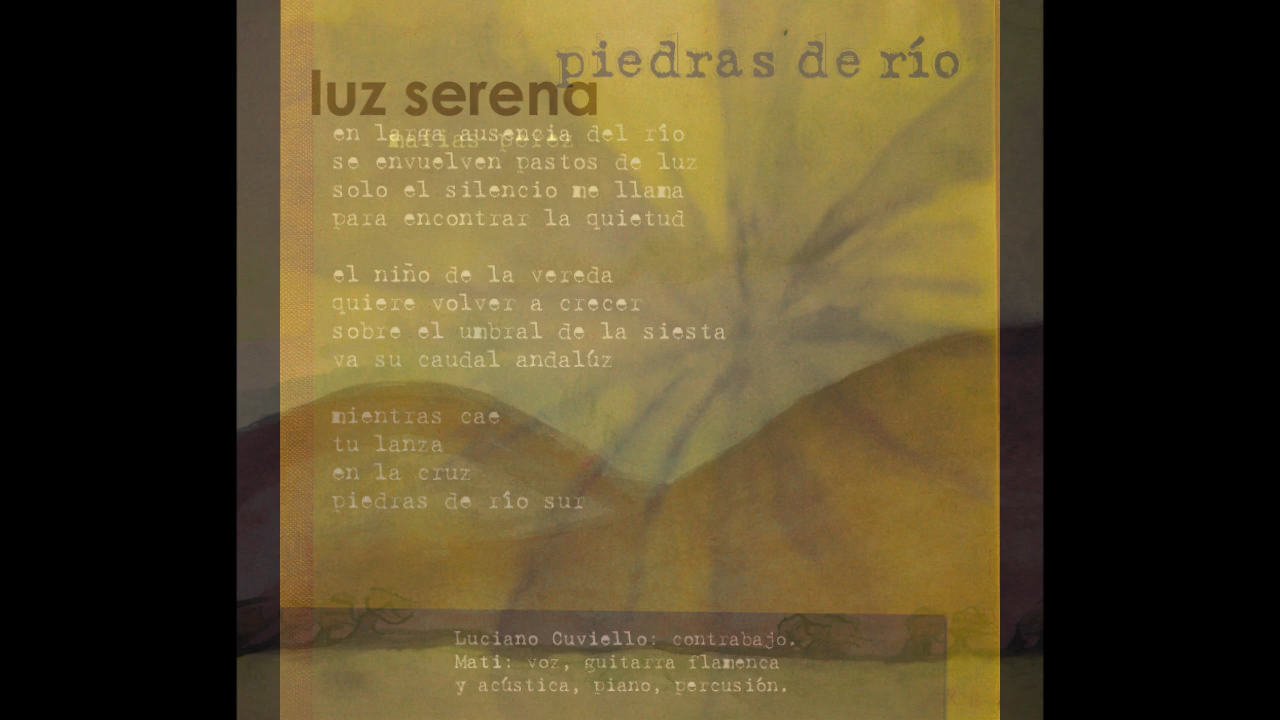 piedras de río
luz serena
matias perez
en larga ausencia del río
se envuelven pastos de luz
solo el silencio me llama
para encontrar la quietud
el niño de la vereda
quiere volver a crecer
sobre el umbral de la siesta
va su caudal andalúz
mientras cae
tu lanza
en la cruz
piedras de río sur
Luciano Cuviello: contrabajo.
Mati: voz, guitarra flamenca
y acústica, piano, percusión.